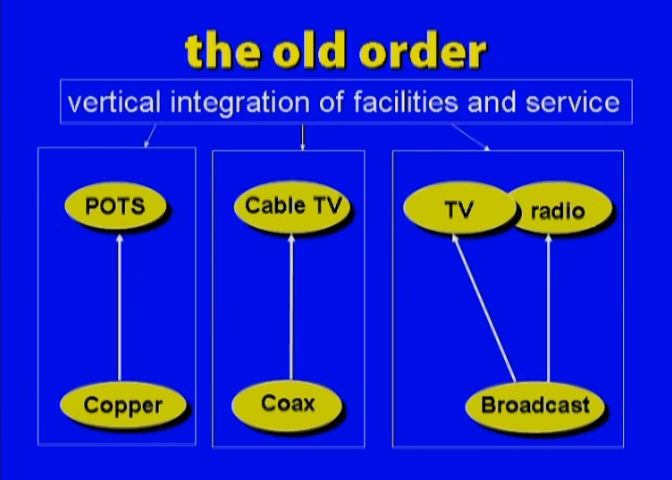 the old order
vertical integration of facilities and service
POTS
Cable TV
TV
radio
Copper
Coax
Broadcast